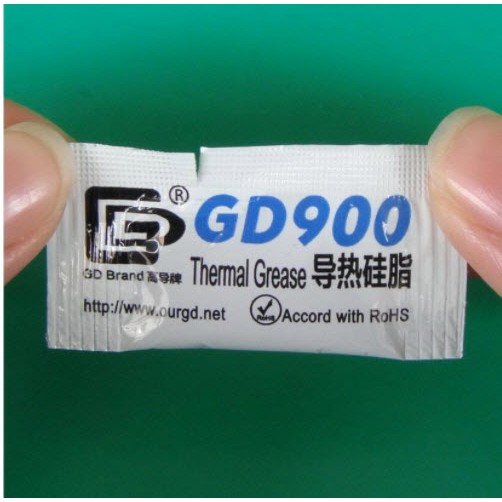 ® GD900
GD Brand 高导牌 Thermal Grease 导热硅脂
http://www.ourgd.net RoHS Accord with RoHS